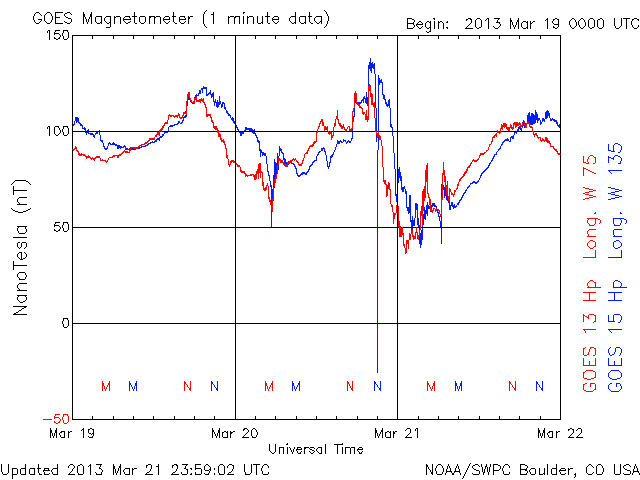 GOES Magnetometer (1 minute data)
Begin: 2013 Mar 19 0000 UTC
150
100
50
0
-50
NanoTesla (nT)
M M N N M M N N M M N N
Mar 19 Mar 20 Mar 21 Mar 22
Universal Time
GOES 13 Hp Long. W 75
GOES 15 Hp Long. W 135
Updated 2013 Mar 21 23:59:02 UTC
NOAA/SWPC Boulder, CO USA